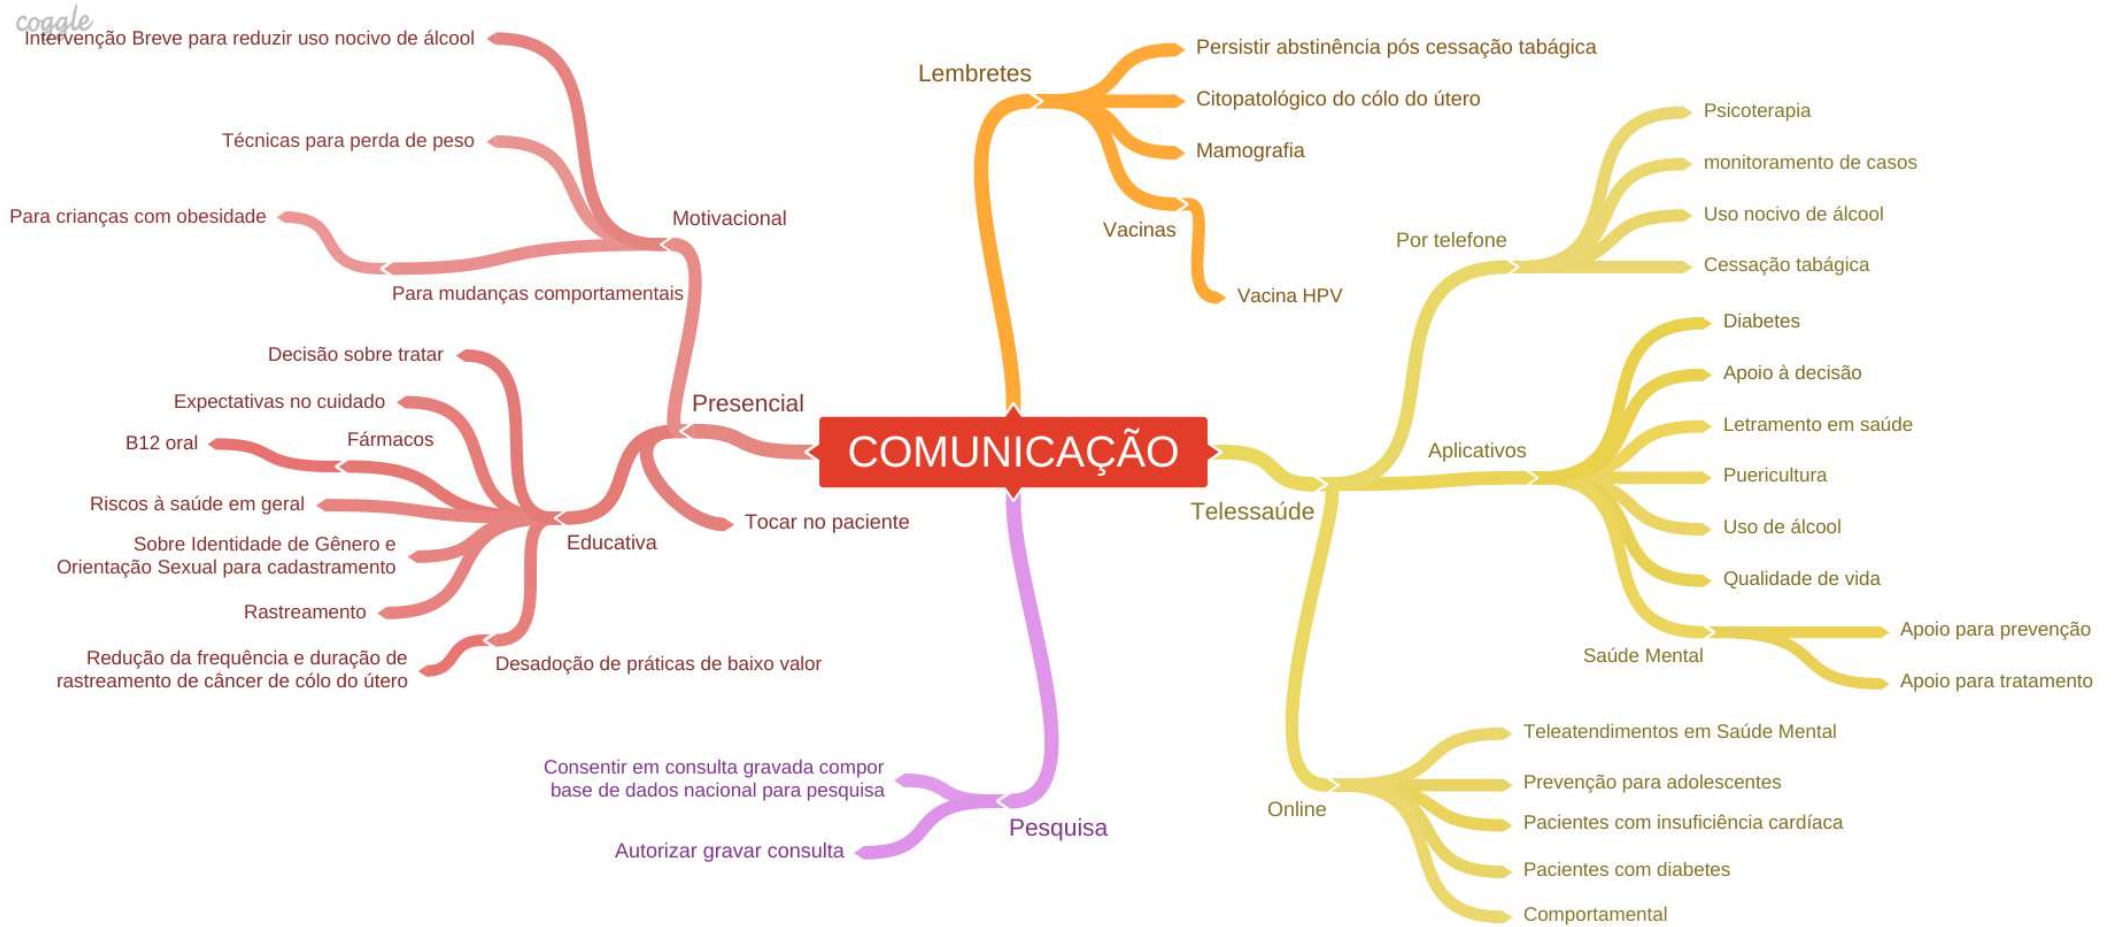 coggle
COMUNICAÇÃO
Lembretes
Persistir abstinência pós cessação tabágica
Citopatológico do cólo do útero
Mamografia
Vacinas
Vacina HPV
Telessaúde
Por telefone
Psicoterapia
monitoramento de casos
Uso nocivo de álcool
Cessação tabágica
Aplicativos
Diabetes
Apoio à decisão
Letramento em saúde
Puericultura
Uso de álcool
Qualidade de vida
Saúde Mental
Apoio para prevenção
Apoio para tratamento
Online
Teleatendimentos em Saúde Mental
Prevenção para adolescentes
Pacientes com insuficiência cardíaca
Pacientes com diabetes
Comportamental
Presencial
Motivacional
Intervenção Breve para reduzir uso nocivo de álcool
Técnicas para perda de peso
Para mudanças comportamentais
Para crianças com obesidade
Educativa
Decisão sobre tratar
Expectativas no cuidado
Fármacos
B12 oral
Riscos à saúde em geral
Sobre Identidade de Gênero e
Orientação Sexual para cadastramento
Rastreamento
Desadoção de práticas de baixo valor
Redução da frequência e duração de
rastreamento de câncer de cólo do útero
Tocar no paciente
Pesquisa
Consentir em consulta gravada compor
base de dados nacional para pesquisa
Autorizar gravar consulta